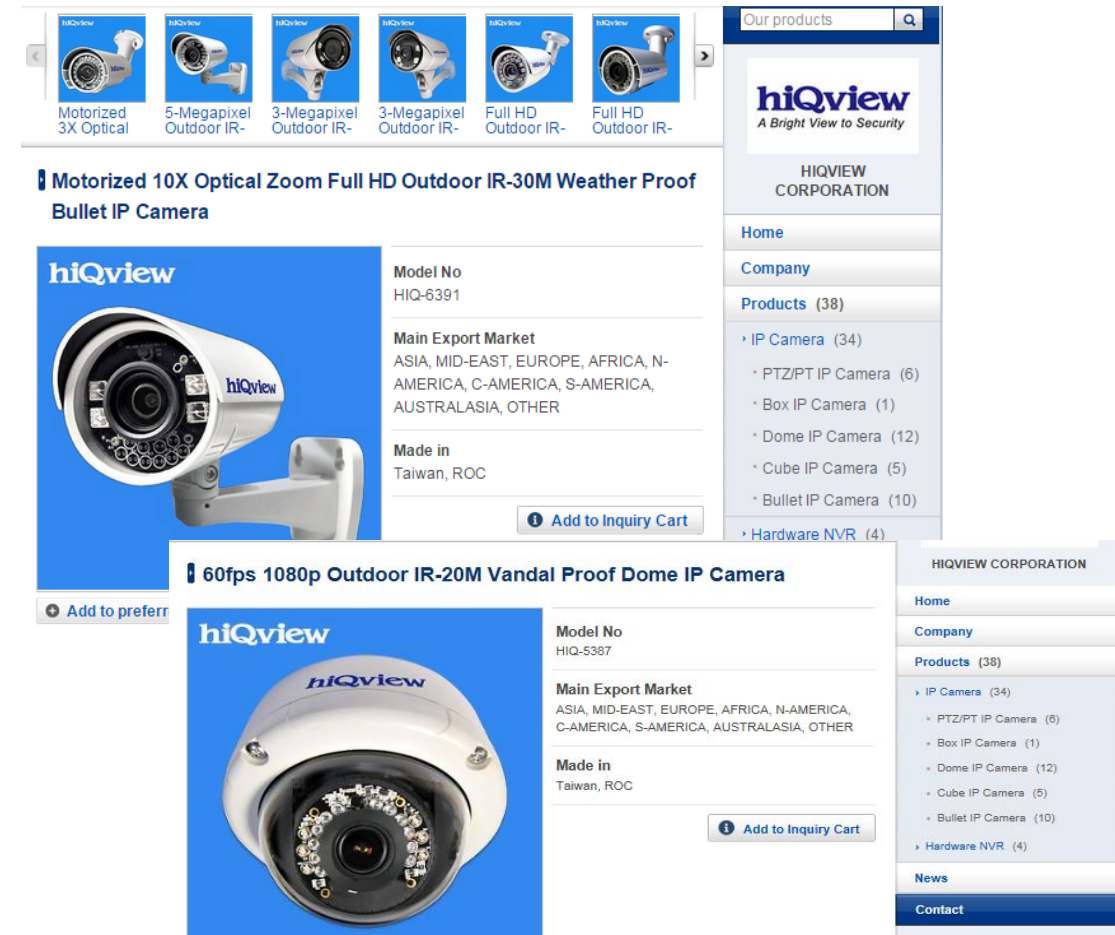 Our products
Motorized 3X Optical
5-Megapixel Outdoor IR-
3-Megapixel Outdoor IR-
3-Megapixel Outdoor IR-
Full HD Outdoor IR-
Full HD Outdoor IR-
hiQview
A Bright View to Security
HIQVIEW
CORPORATION
Motorized 10X Optical Zoom Full HD Outdoor IR-30M Weather Proof
Bullet IP Camera
hiQview
hiQview
Model No
HIQ-6391
Main Export Market
ASIA, MID-EAST, EUROPE, AFRICA, N-
AMERICA, C-AMERICA, S-AMERICA,
AUSTRALASIA, OTHER
Made in
Taiwan, ROC
Add to Inquiry Cart
Add to preferr
Home
Company
Products (38)
IP Camera (34)
PTZ/PT IP Camera (6)
Box IP Camera (1)
Dome IP Camera (12)
Cube IP Camera (5)
Bullet IP Camera (10)
Hardware NVR (4)
60fps 1080p Outdoor IR-20M Vandal Proof Dome IP Camera
hiQview
hiQview
Model No
HIQ-5387
Main Export Market
ASIA, MID-EAST, EUROPE, AFRICA, N-AMERICA,
C-AMERICA, S-AMERICA, AUSTRALASIA, OTHER
Made in
Taiwan, ROC
Add to Inquiry Cart
HIQVIEW CORPORATION
Home
Company
Products (38)
IP Camera (34)
PTZ/PT IP Camera (6)
Box IP Camera (1)
Dome IP Camera (12)
Cube IP Camera (5)
Bullet IP Camera (10)
Hardware NVR (4)
News
Contact